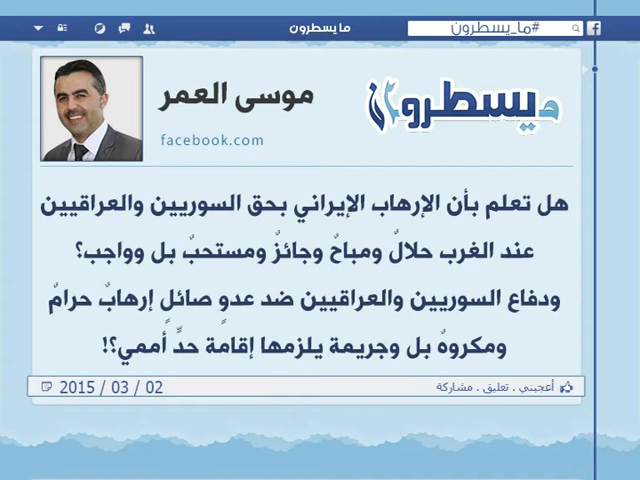 ما يسطرون
#ما_يسطرون
موسى العمر
ما يسطرون
facebook.com
هل تعلم بأن الإرهاب الإيراني بحق السوريين والعراقيين
عند الغرب حلالٌ ومباحٌ وجائزٌ ومستحبٌ بل وواجب؟
ودفاع السوريين والعراقيين ضد عدوٍ صائلٍ إرهابٌ حرامٌ
ومكروهٌ بل وجريمة يلزمها إقامة حدٍّ أممي؟!
أعجبني . تعليق . مشاركة
2015 / 03 / 02